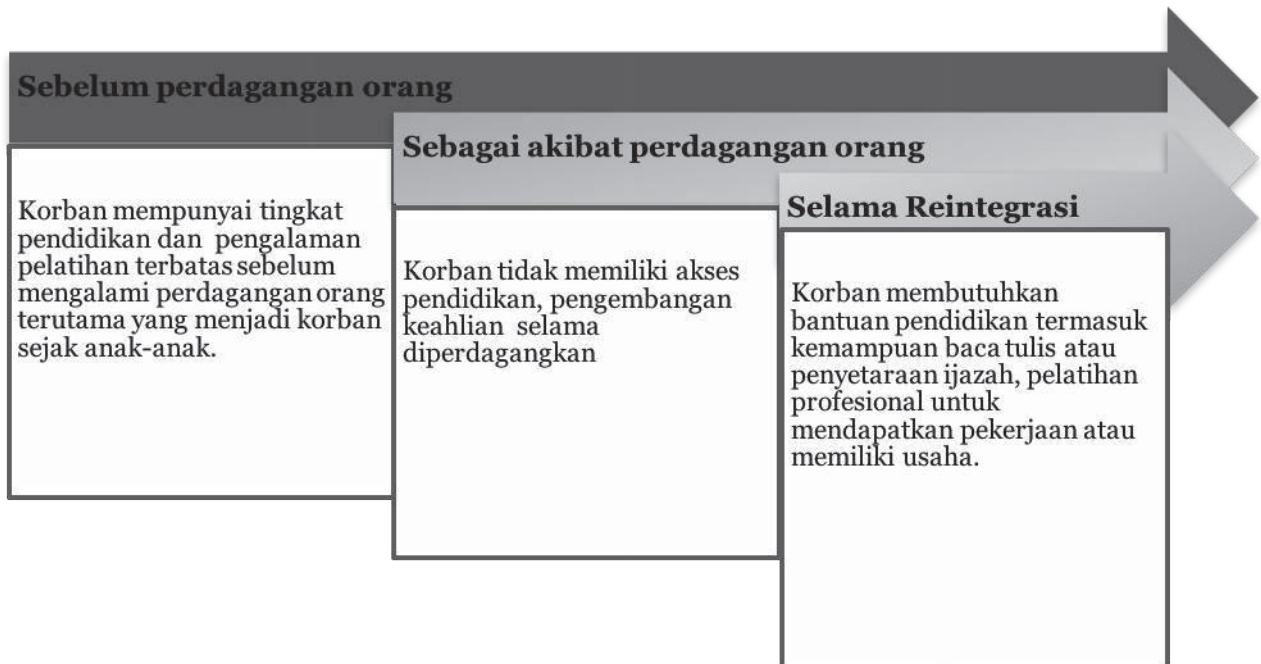 Sebelum perdagangan orang
Korban mempunyai tingkat
pendidikan dan pengalaman
pelatihan terbatas sebelum
mengalami perdagangan orang
terutama yang menjadi korban
sejak anak-anak.
Sebagai akibat perdagangan orang
Korban tidak memiliki akses
pendidikan, pengembangan
keahlian selama
diperdagangkan
Selama Reintegrasi
Korban membutuhkan
bantuan pendidikan termasuk
kemampuan baca tulis atau
penyetaraan ijazah, pelatihan
profesional untuk
mendapatkan pekerjaan atau
memiliki usaha.